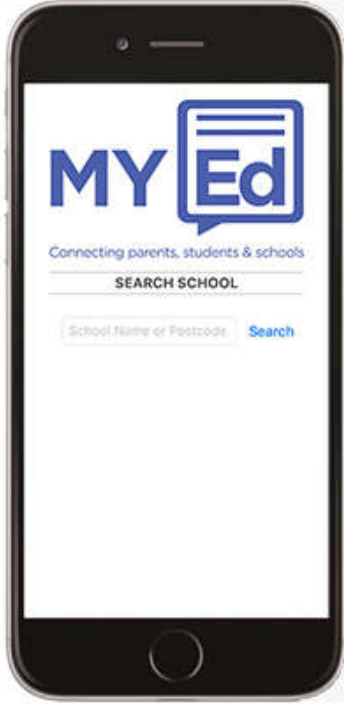 MY Ed
Connecting parents, students & schools
SEARCH SCHOOL
School Name or Postcode Search